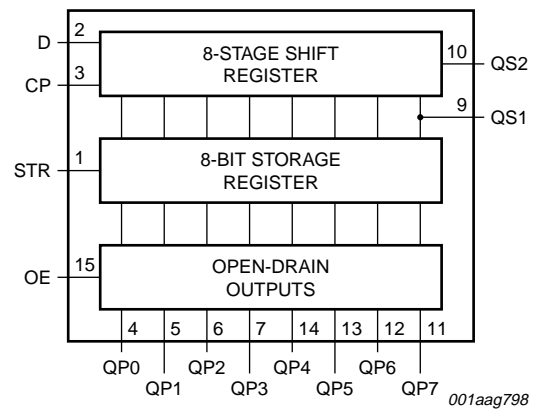 D 2
8-STAGE SHIFT
REGISTER
10 QS2
CP 3
9 QS1
STR 1
8-BIT STORAGE
REGISTER
OE 15
OPEN-DRAIN
OUTPUTS
4 5 6 7 14 13 12 11
QP0 QP2 QP4 QP6
QP1 QP3 QP5 QP7
001aag798